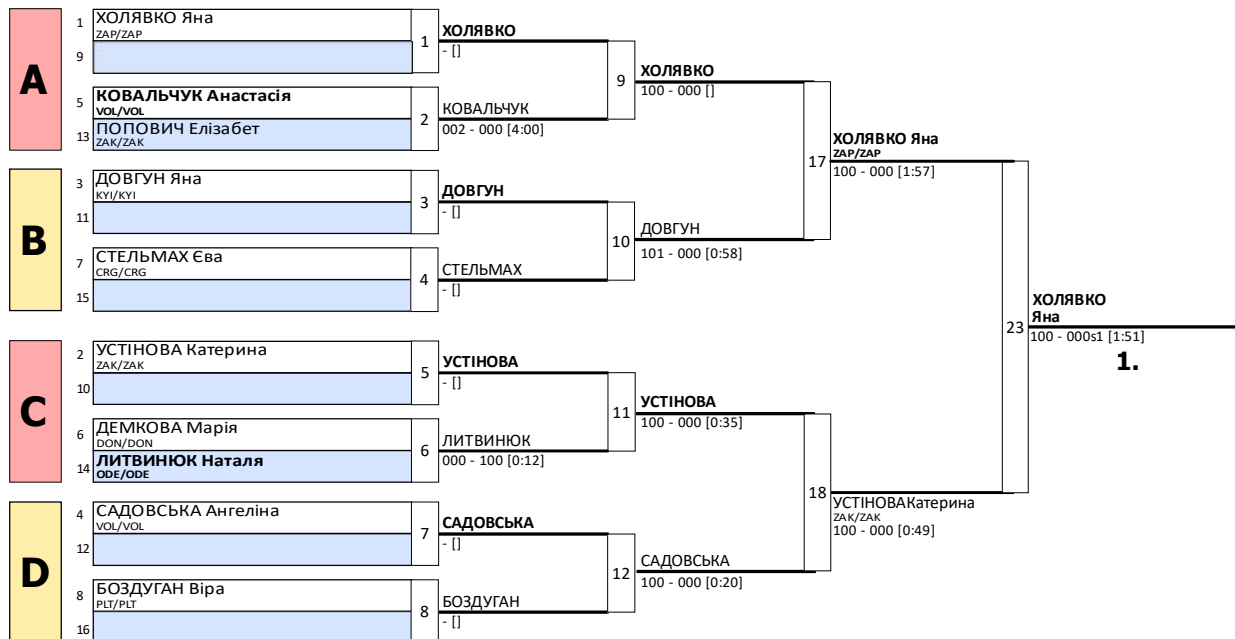 A
1
ХОЛЯВКО Яна
ZAP/ZAP
9
1
ХОЛЯВКО
- []
5
КОВАЛЬЧУК Анастасія
VOL/VOL
13
ПОПОВИЧ Елізабет
ZAK/ZAK
2
КОВАЛЬЧУК
002 - 000 [4:00]
9
ХОЛЯВКО
100 - 000 []
B
3
ДОВГУН Яна
KYI/KYI
11
3
ДОВГУН
- []
7
СТЕЛЬМАХ Єва
CRG/CRG
15
4
СТЕЛЬМАХ
- []
10
ДОВГУН
101 - 000 [0:58]
17
ХОЛЯВКО Яна
ZAP/ZAP
100 - 000 [1:57]
C
2
УСТІНОВА Катерина
ZAK/ZAK
10
5
УСТІНОВА
- []
6
ДЕМКОВА Марія
DON/DON
14
ЛИТВИНЮК Наталя
ODE/ODE
6
ЛИТВИНЮК
000 - 100 [0:12]
11
УСТІНОВА
100 - 000 [0:35]
D
4
САДОВСЬКА Ангеліна
VOL/VOL
12
7
САДОВСЬКА
- []
8
БОЗДУГАН Віра
PLT/PLT
16
8
БОЗДУГАН
- []
12
САДОВСЬКА
100 - 000 [0:20]
18
УСТІНОВАКатерина
ZAK/ZAK
100 - 000 [0:49]
23
ХОЛЯВКО
Яна
100 - 000s1 [1:51]
1.